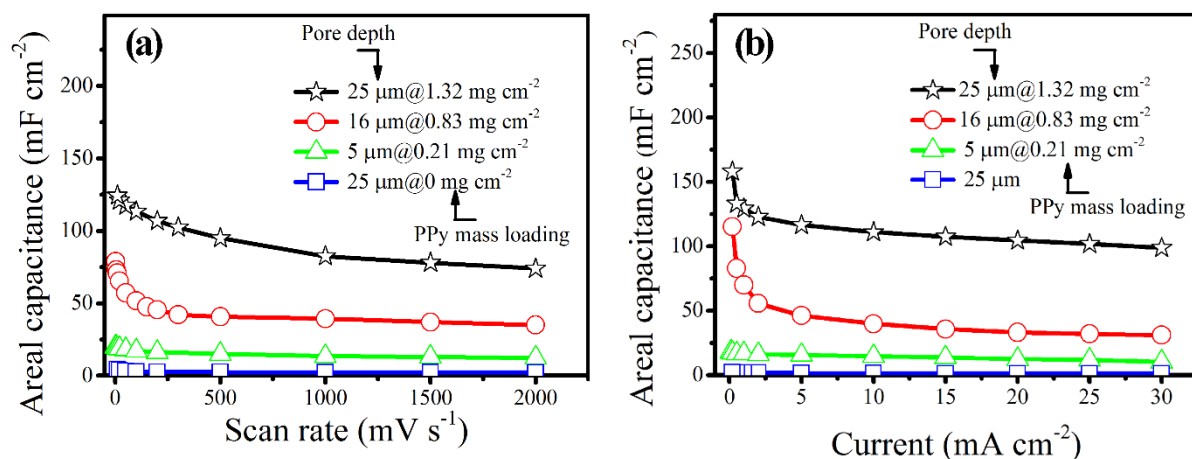 (a)
Pore depth
25 μm@1.32 mg cm⁻²
16 μm@0.83 mg cm⁻²
5 μm@0.21 mg cm⁻²
25 μm@0 mg cm⁻²
PPy mass loading
Areal capacitance (mF cm⁻²)
200
150
100
50
0
0
500
1000
1500
2000
Scan rate (mV s⁻¹)
(b)
Pore depth
25 μm@1.32 mg cm⁻²
16 μm@0.83 mg cm⁻²
5 μm@0.21 mg cm⁻²
25 μm
PPy mass loading
Areal capacitance (mF cm⁻²)
250
200
150
100
50
0
0
5
10
15
20
25
30
Current (mA cm⁻²)